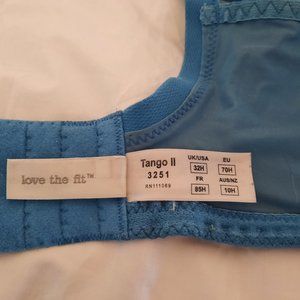 love the fit™
Tango II
3251
RN111069
UK/USA
32H
EU
70H
FR
85H
AUS/NZ
10H